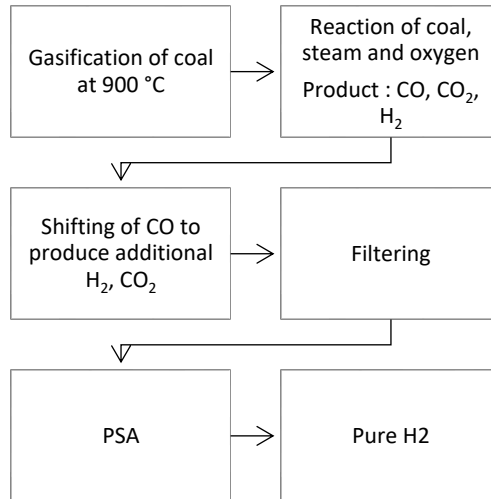 Gasification of coal
at 900 °C
Reaction of coal,
steam and oxygen
Product : CO, CO₂,
H₂
Shifting of CO to
produce additional
H₂, CO₂
Filtering
PSA
Pure H2